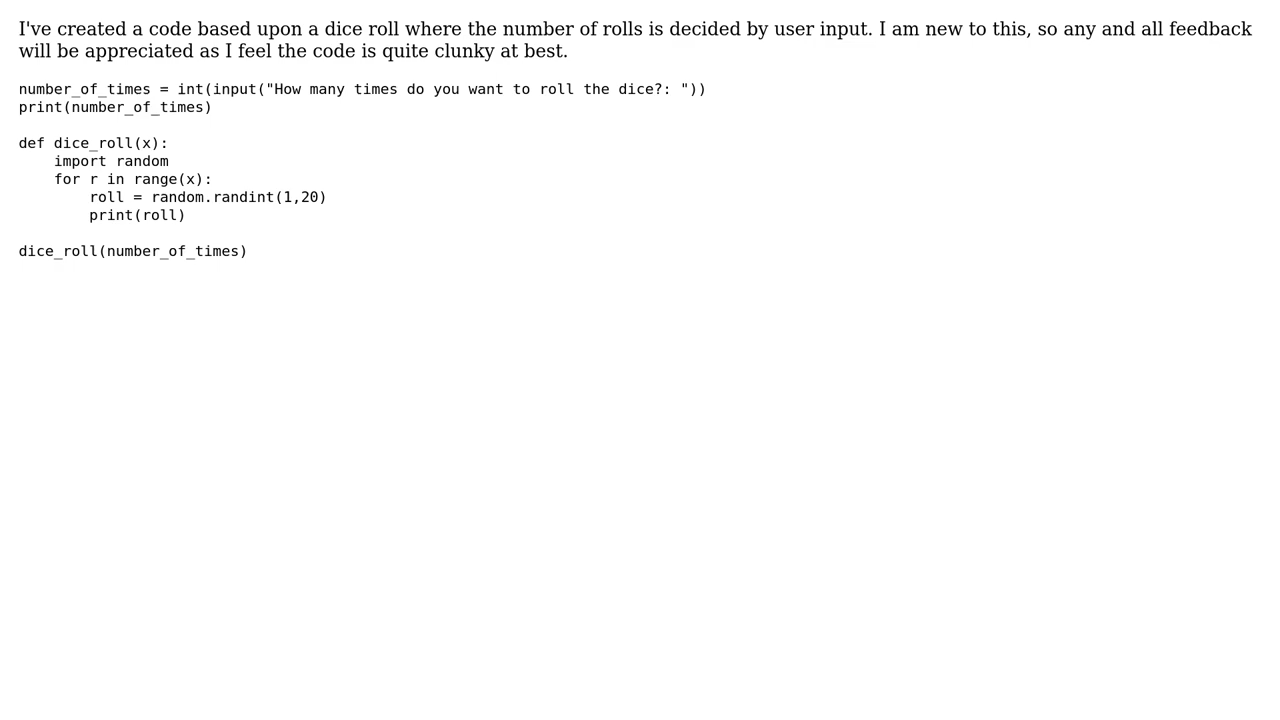 I've created a code based upon a dice roll where the number of rolls is decided by user input. I am new to this, so any and all feedback
will be appreciated as I feel the code is quite clunky at best.
number_of_times = int(input("How many times do you want to roll the dice?: "))
print(number_of_times)
def dice_roll(x):
    import random
    for r in range(x):
        roll = random.randint(1,20)
        print(roll)
dice_roll(number_of_times)